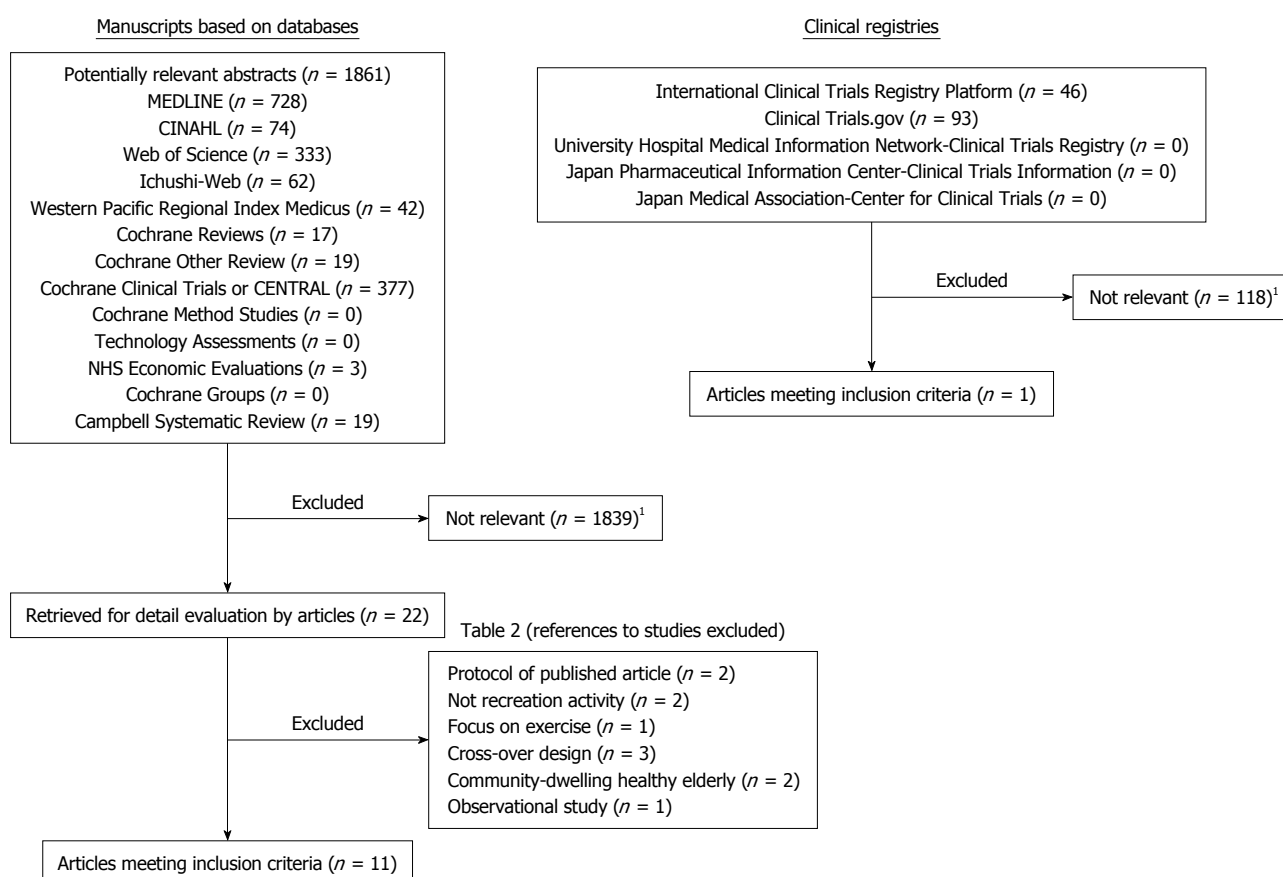 Manuscripts based on databases
Potentially relevant abstracts (n = 1861)
MEDLINE (n = 728)
CINAHL (n = 74)
Web of Science (n = 333)
Ichushi-Web (n = 62)
Western Pacific Regional Index Medicus (n = 42)
Cochrane Reviews (n = 17)
Cochrane Other Review (n = 19)
Cochrane Clinical Trials or CENTRAL (n = 377)
Cochrane Method Studies (n = 0)
Technology Assessments (n = 0)
NHS Economic Evaluations (n = 3)
Cochrane Groups (n = 0)
Campbell Systematic Review (n = 19)
Excluded
Not relevant (n = 1839)¹
Retrieved for detail evaluation by articles (n = 22)
Table 2 (references to studies excluded)
Excluded
Protocol of published article (n = 2)
Not recreation activity (n = 2)
Focus on exercise (n = 1)
Cross-over design (n = 3)
Community-dwelling healthy elderly (n = 2)
Observational study (n = 1)
Articles meeting inclusion criteria (n = 11)
Clinical registries
International Clinical Trials Registry Platform (n = 46)
Clinical Trials.gov (n = 93)
University Hospital Medical Information Network-Clinical Trials Registry (n = 0)
Japan Pharmaceutical Information Center-Clinical Trials Information (n = 0)
Japan Medical Association-Center for Clinical Trials (n = 0)
Excluded
Not relevant (n = 118)¹
Articles meeting inclusion criteria (n = 1)